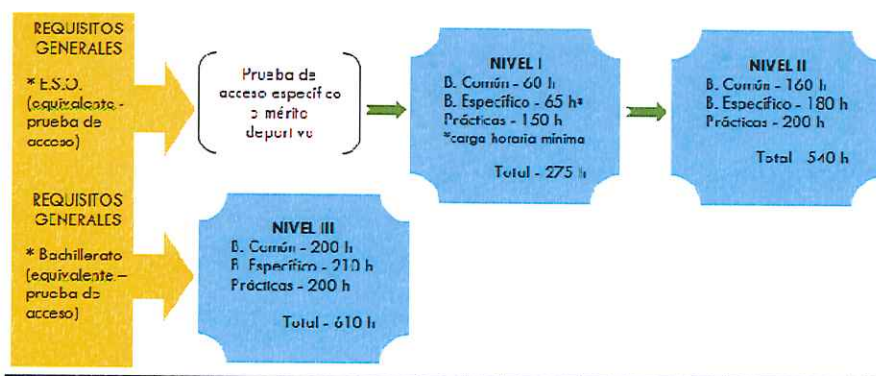 REQUISITOS
GENERALES
* E.S.O.
(equivalente -
prueba de
acceso)
Prueba de
acceso específico
o mérito
deportivo
NIVEL I
B. Común - 60 h
B. Específico - 65 h*
Prácticas - 150 h
*carga horaria mínima
Total - 275 h
NIVEL II
B. Común - 160 h
B. Específico - 180 h
Prácticas - 200 h
Total - 540 h
REQUISITOS
GENERALES
* Bachillerato
(equivalente –
prueba de
acceso)
NIVEL III
B. Común - 200 h
B. Específico - 210 h
Prácticas - 200 h
Total - 610 h